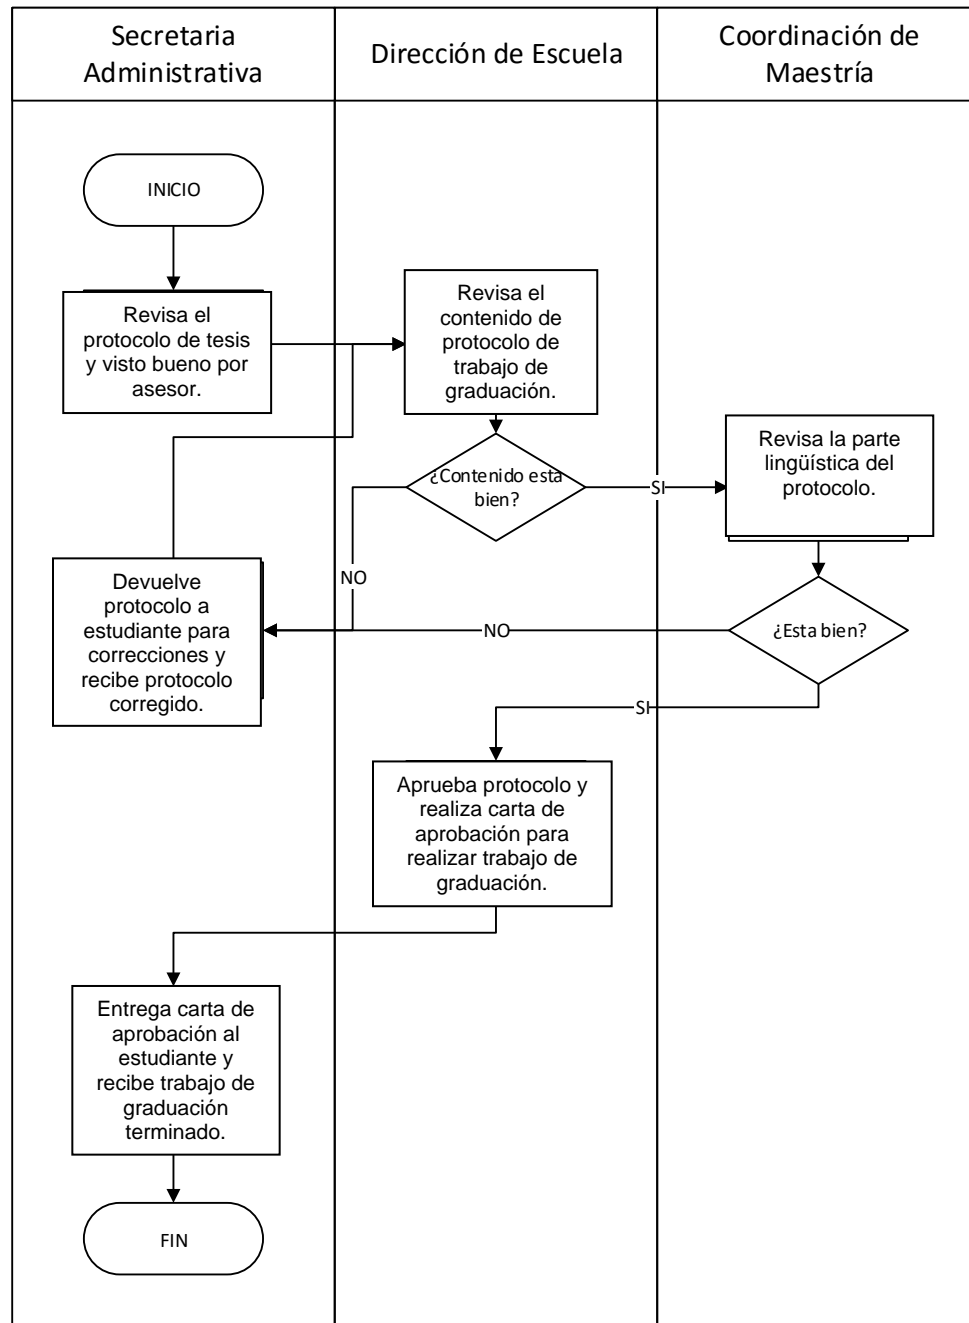 Secretaria
Administrativa
Dirección de Escuela
Coordinación de
Maestría
INICIO
Revisa el
protocolo de tesis
y visto bueno por
asesor.
Revisa el
contenido de
protocolo de
trabajo de
graduación.
¿Contenido esta
bien?
SI
Revisa la parte
lingüística del
protocolo.
NO
Devuelve
protocolo a
estudiante para
correcciones y
recibe protocolo
corregido.
NO
¿Esta bien?
SI
Aprueba protocolo y
realiza carta de
aprobación para
realizar trabajo de
graduación.
Entrega carta de
aprobación al
estudiante y
recibe trabajo de
graduación
terminado.
FIN